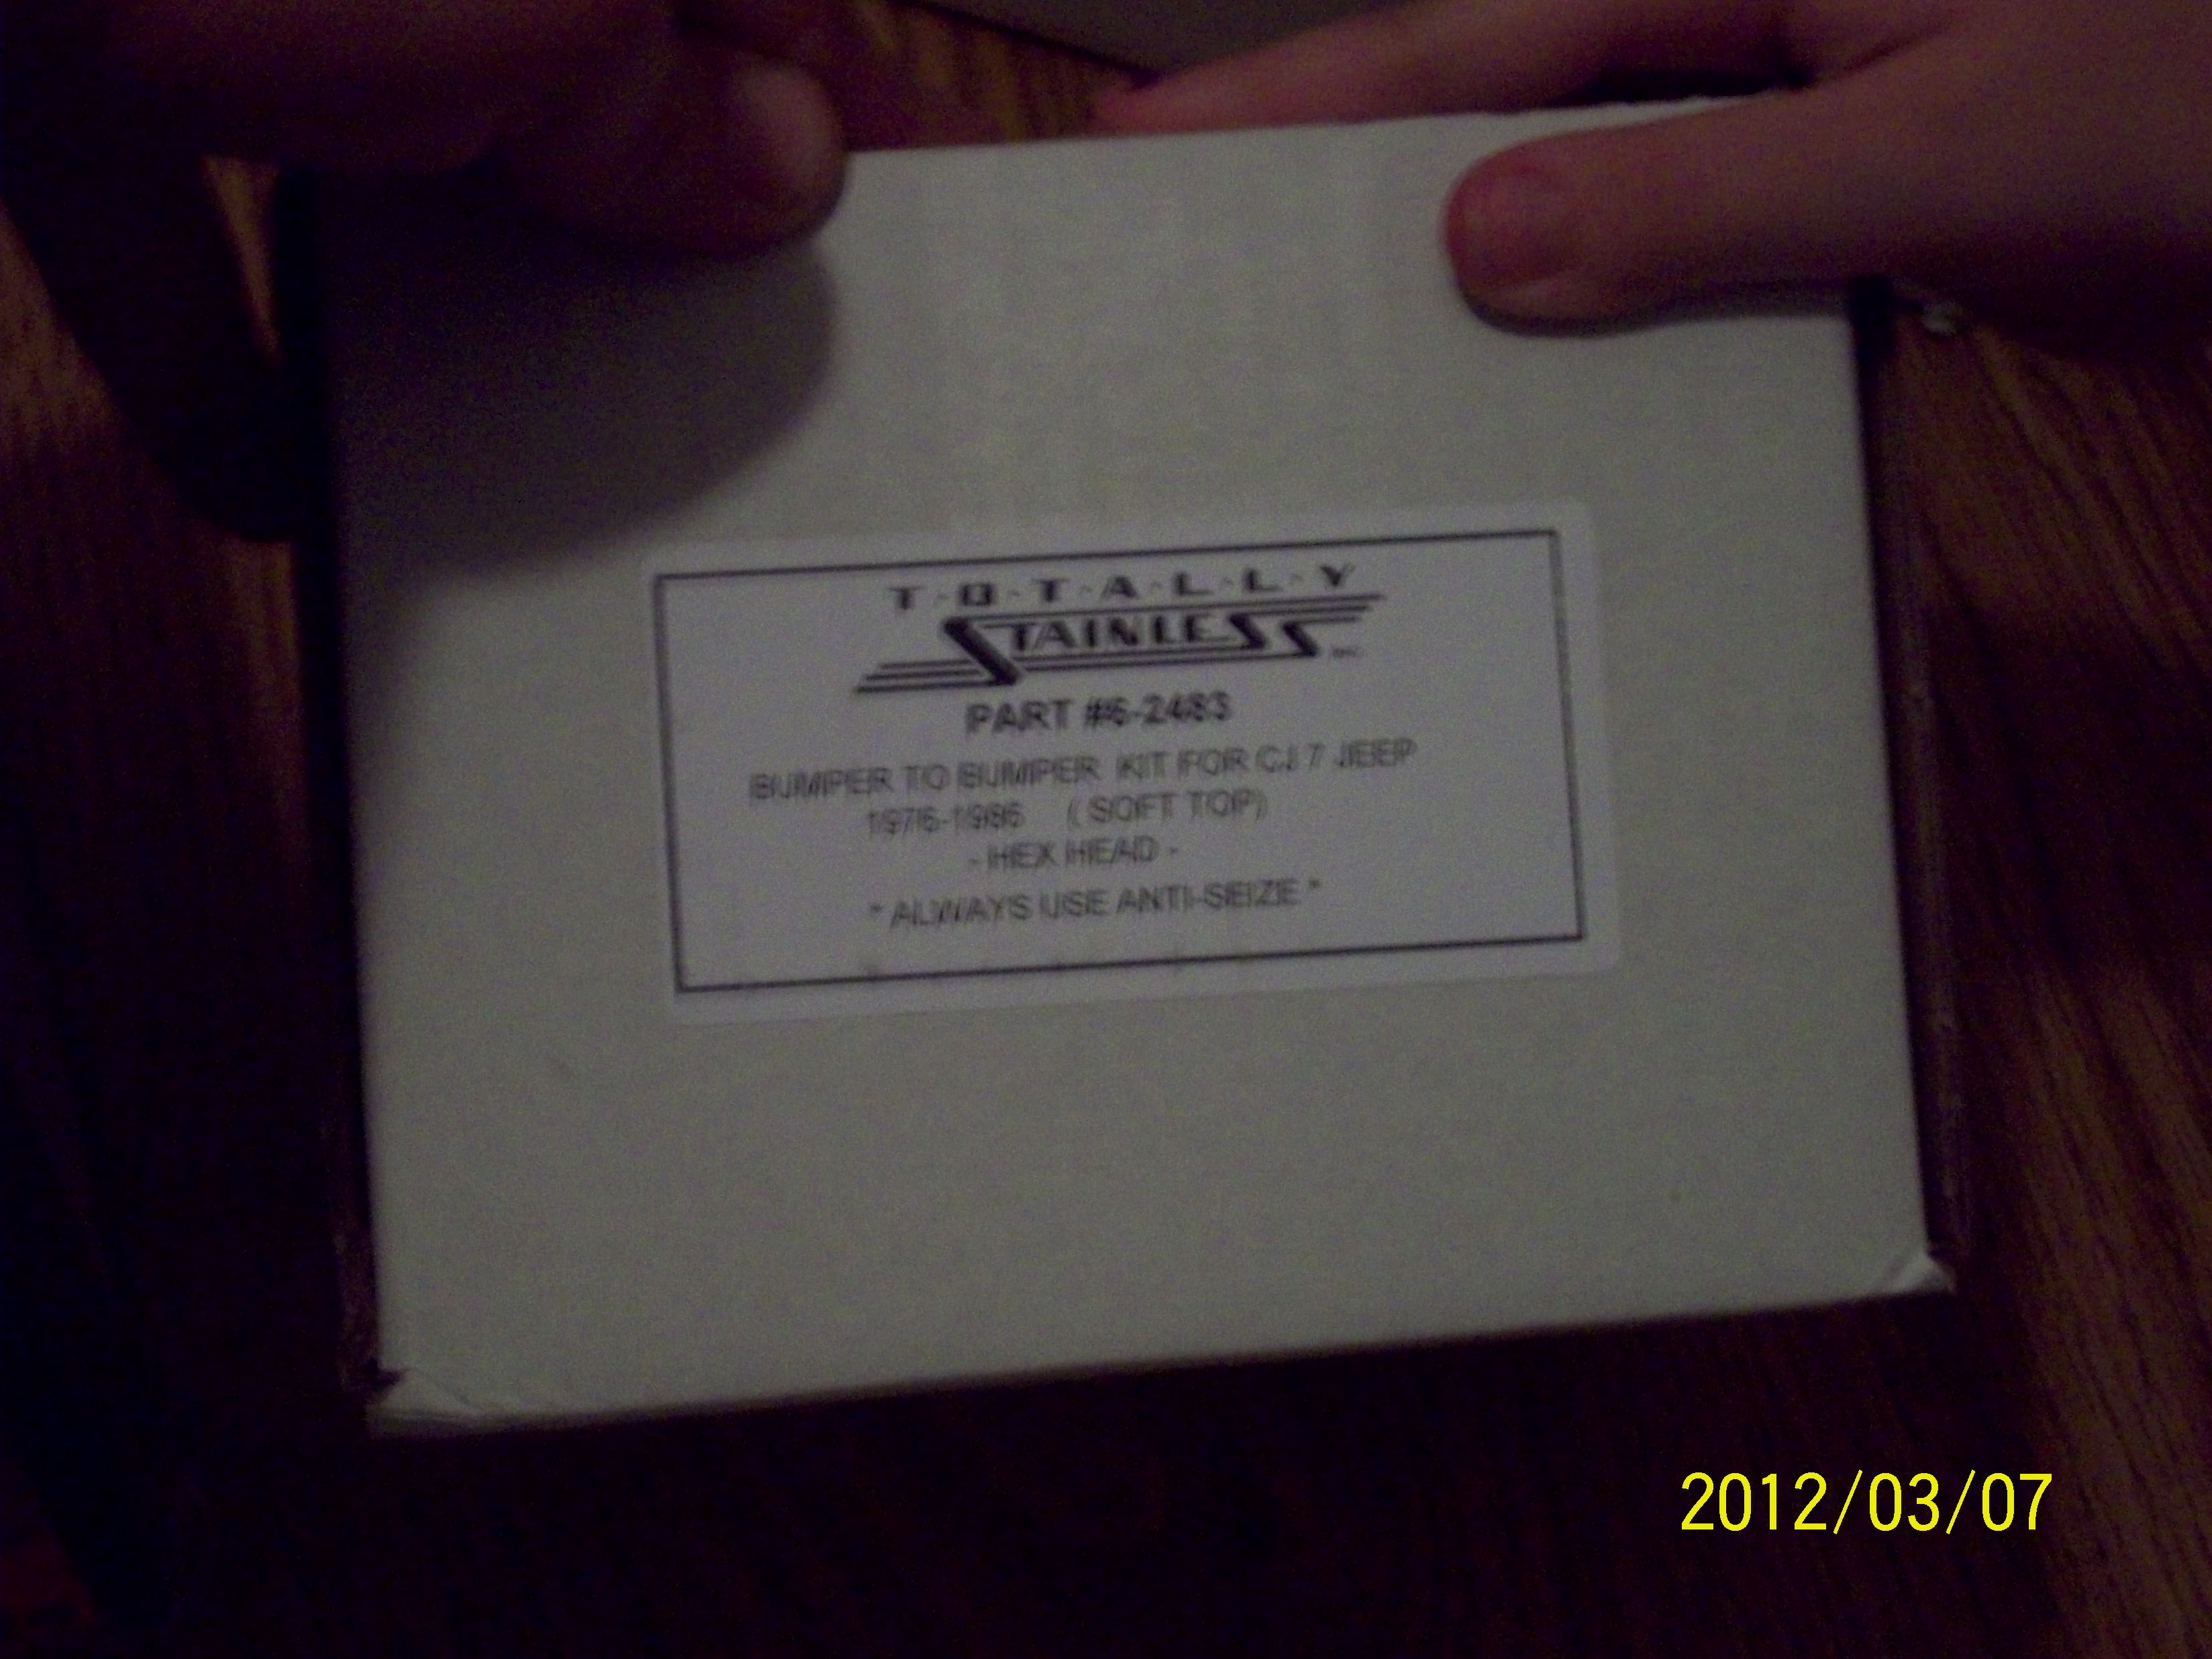 T·O·T·A·L·L·Y
STAINLESS INC.
PART #6-2483
BUMPER TO BUMPER KIT FOR CJ 7 JEEP
1976-1986 ( SOFT TOP)
- HEX HEAD -
* ALWAYS USE ANTI-SEIZE *
2012/03/07